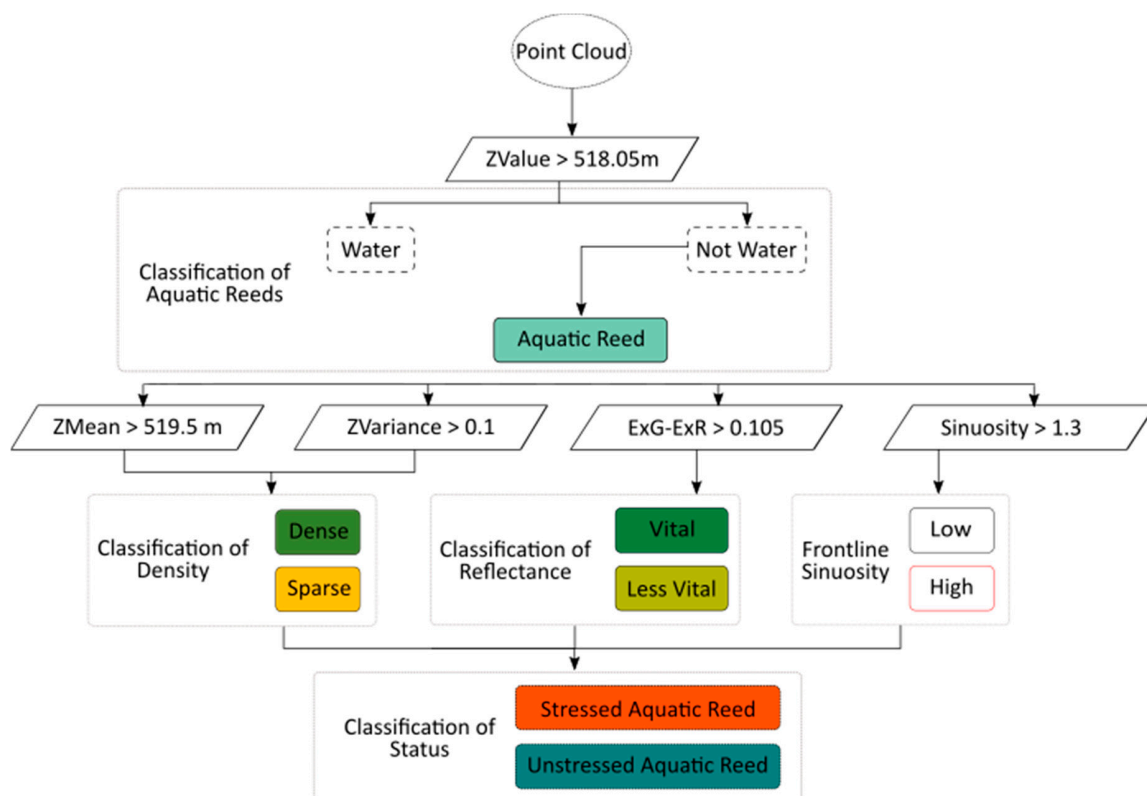 Point Cloud
ZValue > 518.05m
Water
Not Water
Classification of
Aquatic Reeds
Aquatic Reed
ZMean > 519.5 m
ZVariance > 0.1
ExG-ExR > 0.105
Sinuosity > 1.3
Classification of
Density
Dense
Sparse
Classification of
Reflectance
Vital
Less Vital
Frontline
Sinuosity
Low
High
Classification of
Status
Stressed Aquatic Reed
Unstressed Aquatic Reed